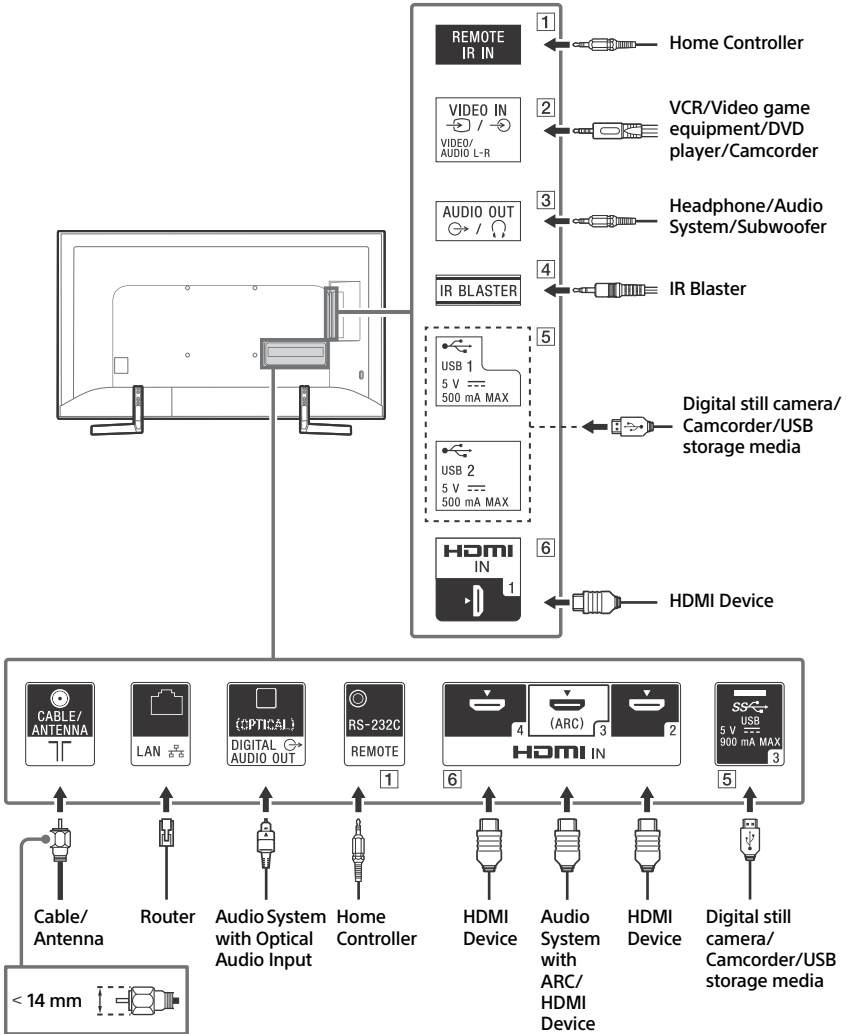 1
REMOTE
IR IN
Home Controller
2
VIDEO IN
/
VIDEO/
AUDIO L-R
VCR/Video game
equipment/DVD
player/Camcorder
3
AUDIO OUT
/
Headphone/Audio
System/Subwoofer
4
IR BLASTER
IR Blaster
5
USB 1
5 V
500 mA MAX
USB 2
5 V
500 mA MAX
Digital still camera/
Camcorder/USB
storage media
6
HDMI
IN
1
HDMI Device
CABLE/
ANTENNA
LAN
(OPTICAL)
DIGITAL
AUDIO OUT
RS-232C
REMOTE
1
4
(ARC) 3
2
HDMI IN
6
SS
USB
5 V
900 mA MAX
3
5
Cable/
Antenna
Router
Audio System
with Optical
Audio Input
Home
Controller
HDMI
Device
Audio
System
with
ARC/
HDMI
Device
HDMI
Device
Digital still
camera/
Camcorder/USB
storage media
< 14 mm